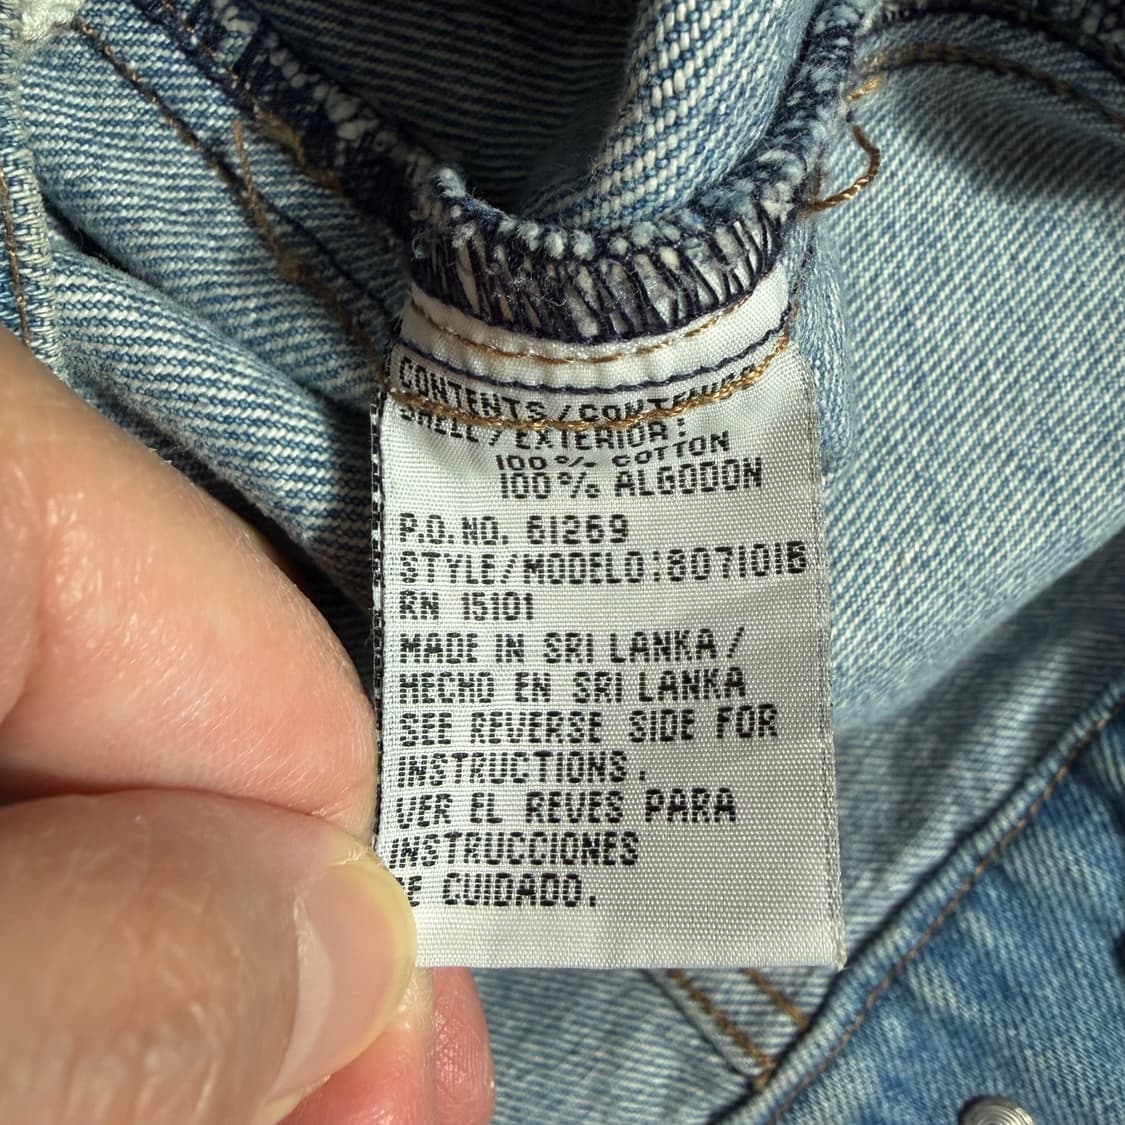 CONTENTS/CONTENIDO
SHELL/EXTERIOR:
100% COTTON
100% ALGODON
P.O. NO. 61269
STYLE/MODELO:807101B
RN 15101
MADE IN SRI LANKA/
HECHO EN SRI LANKA
SEE REVERSE SIDE FOR
INSTRUCTIONS.
VER EL REVES PARA
INSTRUCCIONES
DE CUIDADO.